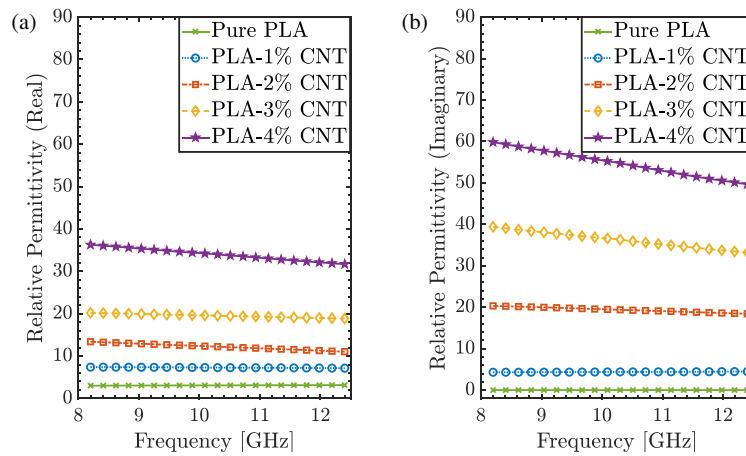 (a)
90
80
70
60
50
40
30
20
10
0
Relative Permittivity (Real)
8
9
10
11
12
Frequency [GHz]
Pure PLA
PLA-1% CNT
PLA-2% CNT
PLA-3% CNT
PLA-4% CNT
(b)
90
80
70
60
50
40
30
20
10
0
Relative Permittivity (Imaginary)
8
9
10
11
12
Frequency [GHz]
Pure PLA
PLA-1% CNT
PLA-2% CNT
PLA-3% CNT
PLA-4% CNT